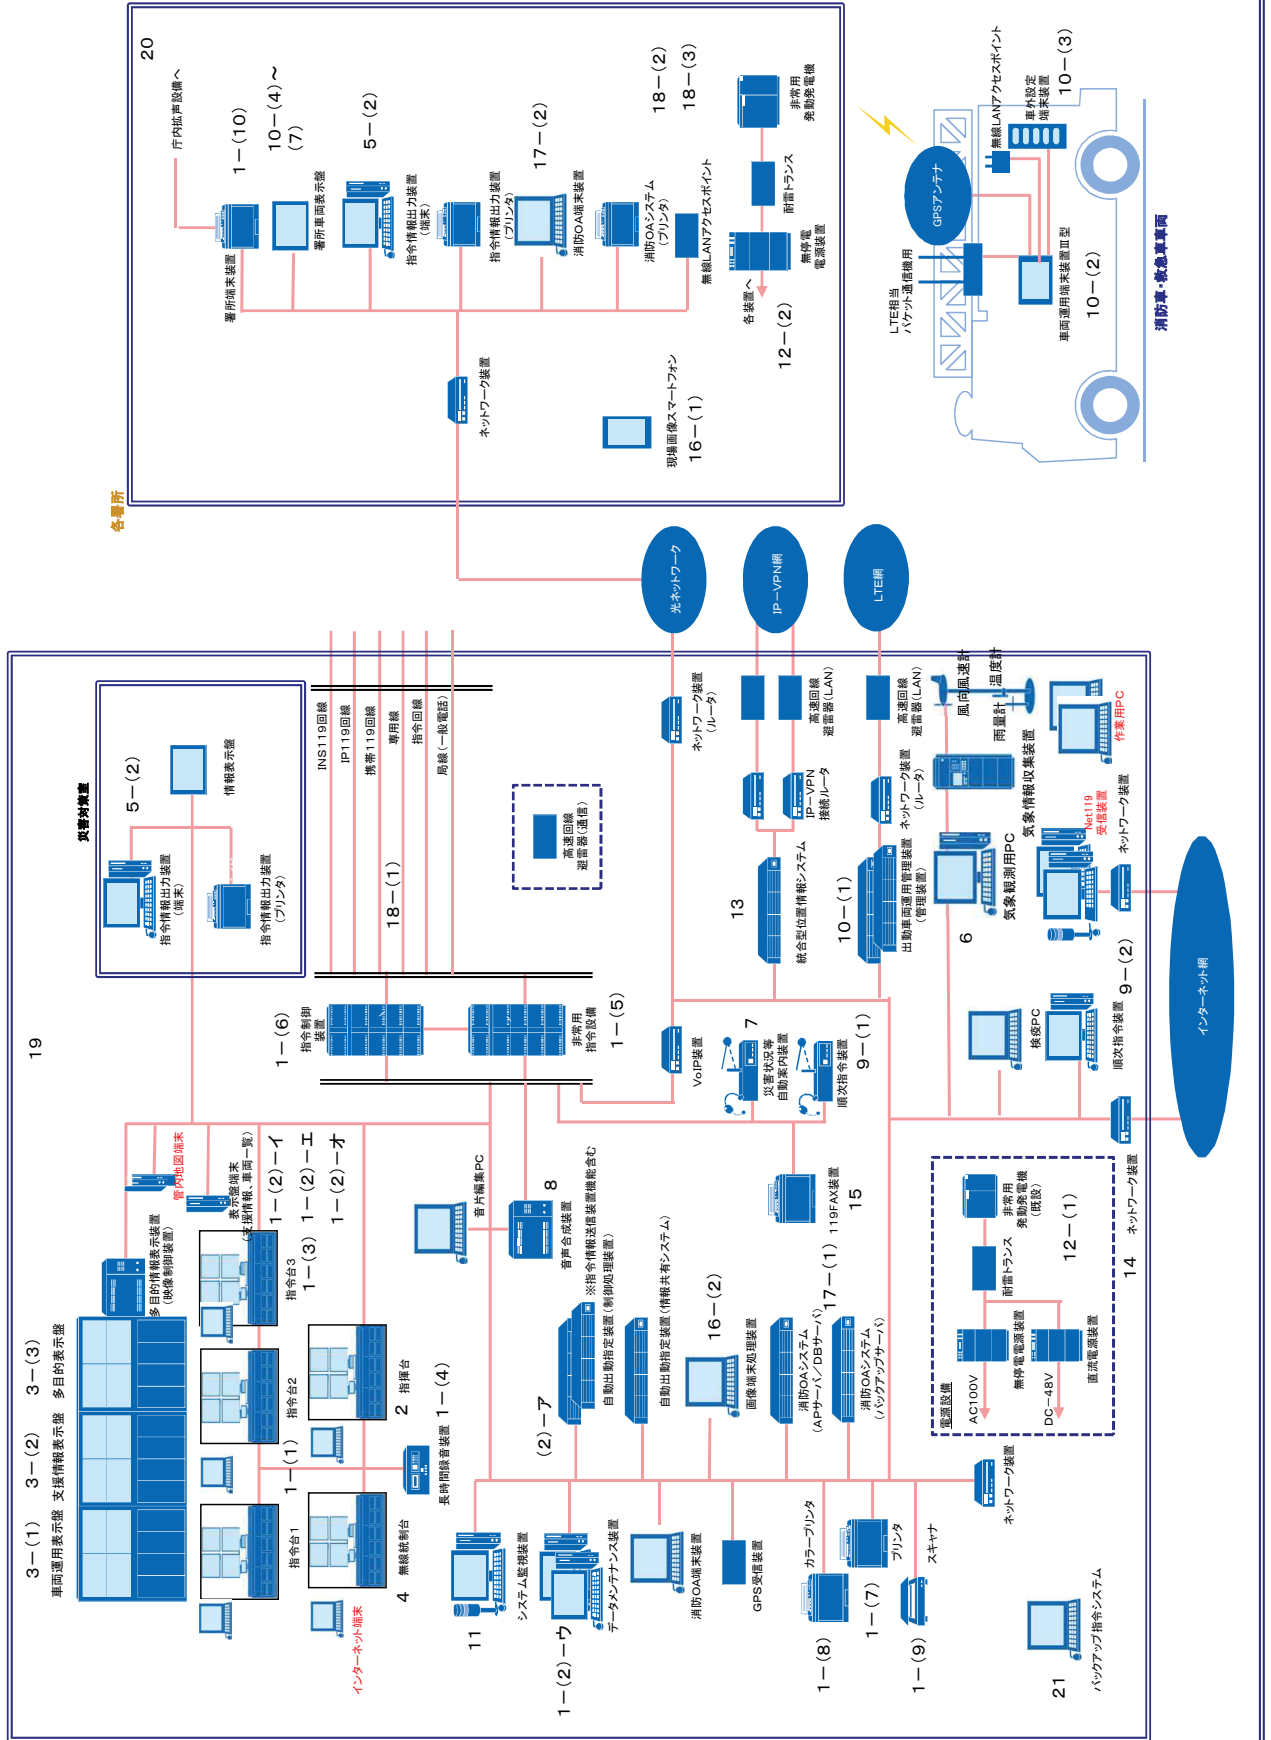 19
3－(1)
車両運用表示盤
3－(2)
支援情報表示盤
3－(3)
多目的表示盤
多目的情報表示装置
(映像制御装置)
管内地図端末
表示盤端末
(支援情報、車両一覧)
1－(2)－イ
1－(2)－エ
1－(2)－オ
指令台1
指令台2
指令台3
1－(1)
1－(3)
4
無線統制台
インターネット端末
2
指揮台
長時間録音装置
1－(4)
災害対策室
指令情報出力装置
(端末)
5－(2)
指令情報出力装置
(プリンタ)
情報表示盤
1－(6)
指令制御
装置
非常用
指令設備
1－(5)
18－(1)
INS119回線
IP119回線
携帯119回線
専用線
指令回線
局線(一般電話)
高速回線
避雷器(通信)
音片編集PC
音声合成装置
8
VoIP装置
災害状況等
自動案内装置
7
順次指令装置
9－(1)
119FAX装置
15
11
システム監視装置
1－(2)－ウ
データメンテナンス装置
消防OA端末装置
GPS受信装置
1－(8)
カラープリンタ
1－(7)
プリンタ
1－(9)
スキャナ
(2)－ア
※指令情報送信装置機能含む
自動出動指定装置(制御処理装置)
自動出動指定装置(情報共有システム)
16－(2)
画像端末処理装置
消防OAシステム
(APサーバ/DBサーバ)
17－(1)
消防OAシステム
(バックアップサーバ)
ネットワーク装置
21
バックアップ指令システム
電源設備
AC100V
無停電電源装置
DC－48V
直流電源装置
耐雷トランス
非常用
発動発電機
(既設)
12－(1)
14
ネットワーク装置
ネットワーク装置
(ルータ)
13
統合型位置情報システム
IP－VPN
接続ルータ
高速回線
避雷器(LAN)
10－(1)
出動車両運用管理装置
(管理装置)
ネットワーク装置
(ルータ)
高速回線
避雷器(LAN)
6
気象観測用PC
気象情報収集装置
風向風速計
雨量計
温度計
検疫PC
順次指令装置
9－(2)
Net119
受信装置
ネットワーク装置
作業用PC
インターネット網
光ネットワーク
IP－VPN網
LTE網
各署所
20
庁内拡声設備へ
署所端末装置
1－(10)
署所車両表示盤
10－(4)～
(7)
指令情報出力装置
(端末)
5－(2)
指令情報出力装置
(プリンタ)
消防OA端末装置
17－(2)
消防OAシステム
(プリンタ)
無線LANアクセスポイント
18－(2)
18－(3)
ネットワーク装置
現場画像スマートフォン
16－(1)
各装置へ
12－(2)
無停電
電源装置
耐雷トランス
非常用
発動発電機
LTE相当
パケット通信機用
GPSアンテナ
無線LANアクセスポイント
車外設定
端末装置
10－(3)
車両運用端末装置Ⅲ型
10－(2)
消防車・救急車車両